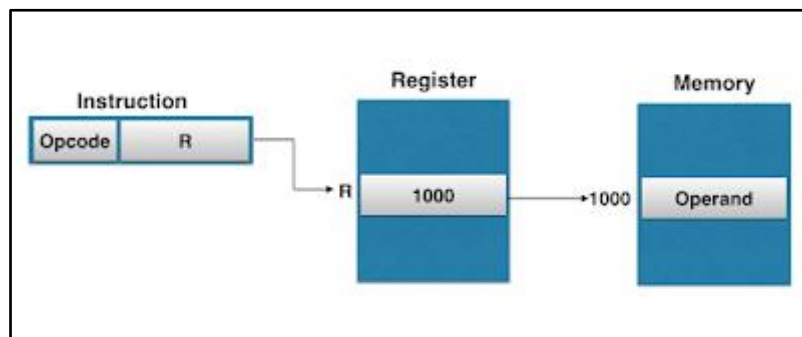 Instruction
Opcode R
Register
R 1000
Memory
1000 Operand